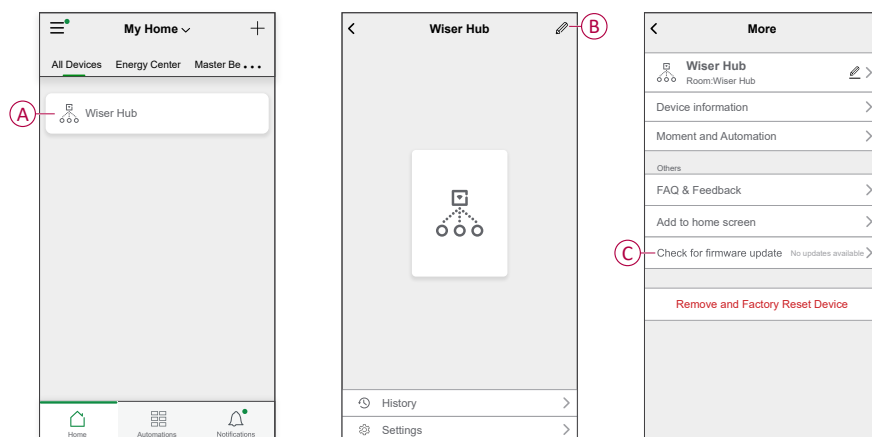 My Home
All Devices Energy Center Master Be • • •
A
Wiser Hub
Home Automations Notifications
Wiser Hub
B
History
Settings
More
Wiser Hub
Room:Wiser Hub
Device information
Moment and Automation
Others
FAQ & Feedback
Add to home screen
C
Check for firmware update No updates available
Remove and Factory Reset Device